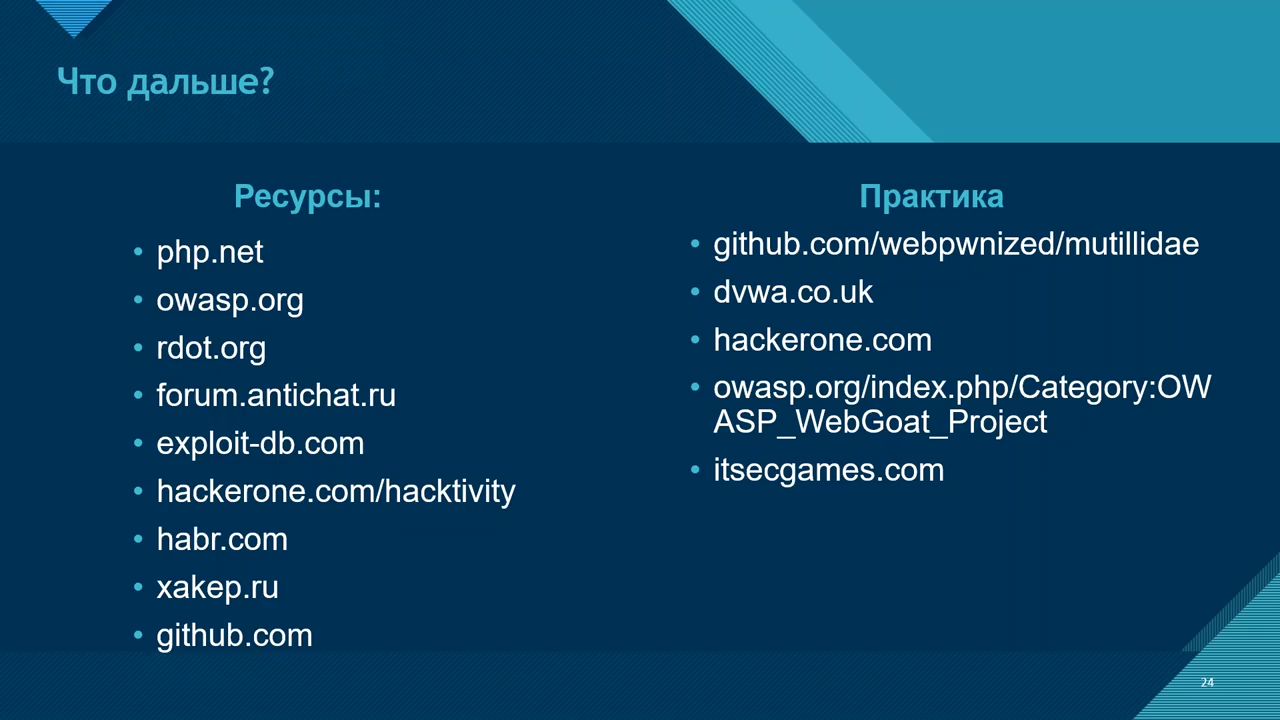 Что дальше?
Ресурсы:
• php.net
• owasp.org
• rdot.org
• forum.antichat.ru
• exploit-db.com
• hackerone.com/hacktivity
• habr.com
• xakep.ru
• github.com
Практика
• github.com/webpwnized/mutillidae
• dvwa.co.uk
• hackerone.com
• owasp.org/index.php/Category:OW
ASP_WebGoat_Project
• itsecgames.com
24